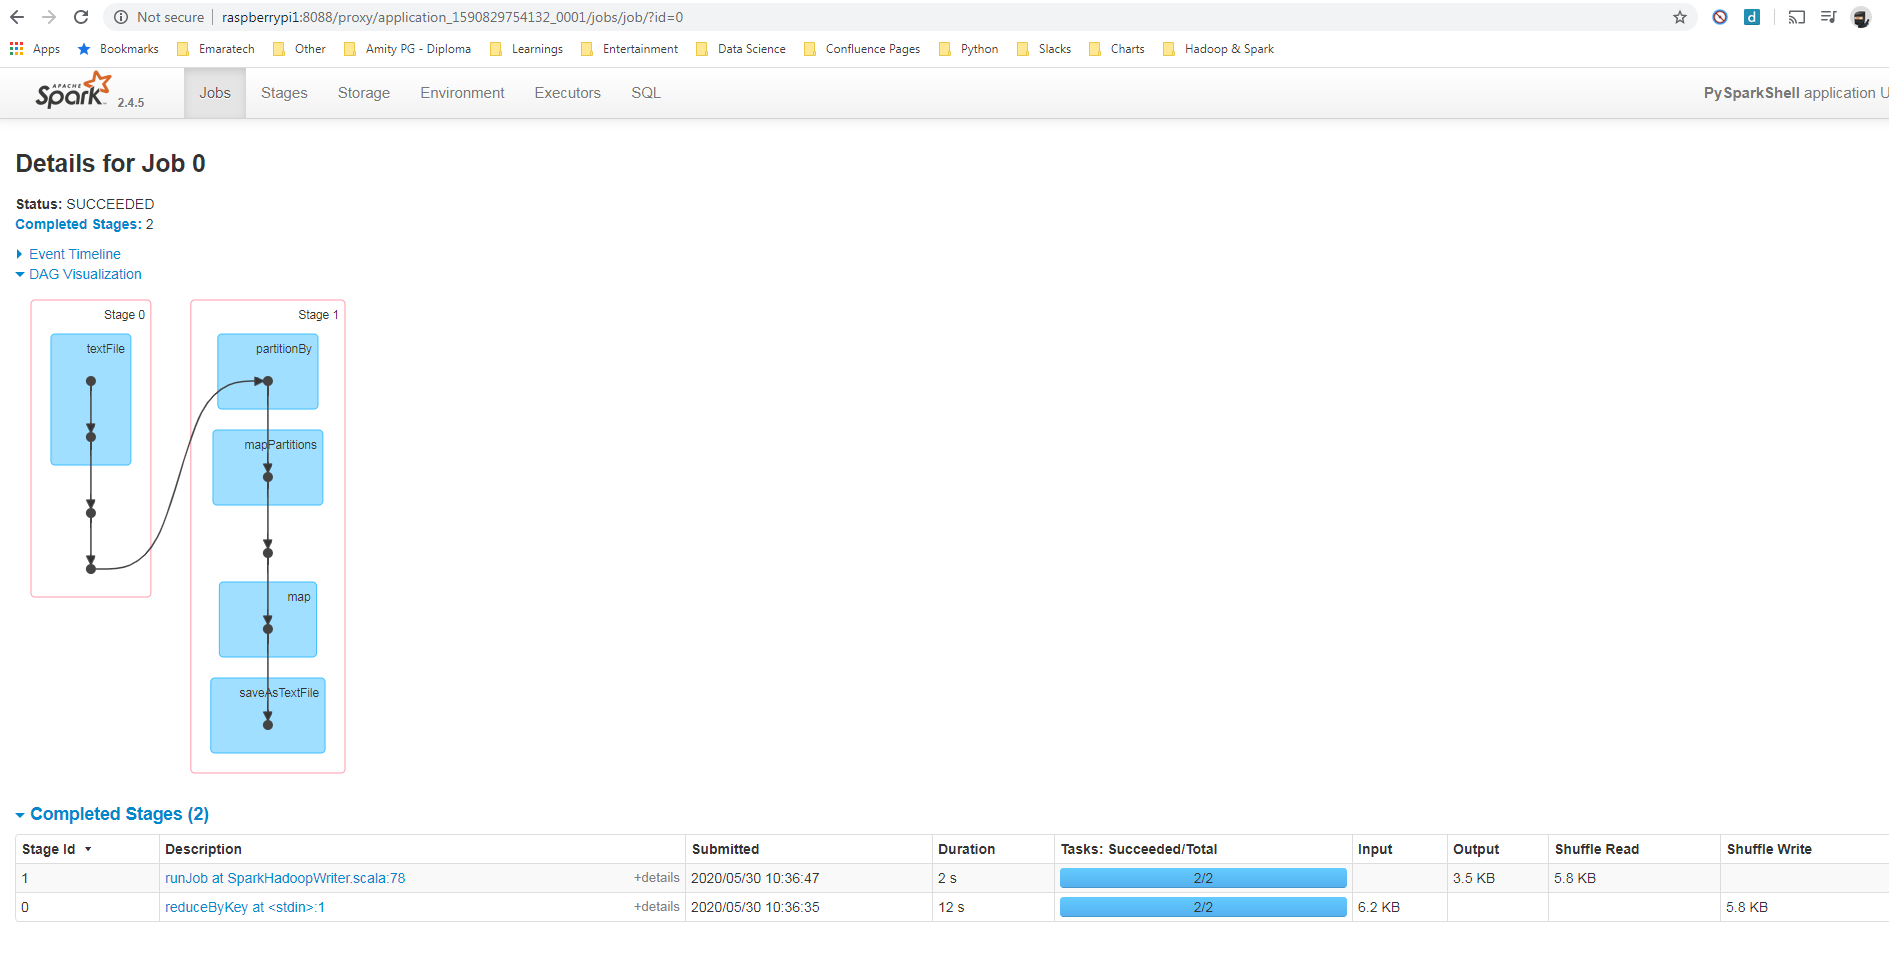 Not secure | raspberrypi1:8088/proxy/application_1590829754132_0001/jobs/job/?id=0
Apps Bookmarks Emaratech Other Amity PG - Diploma Learnings Entertainment Data Science Confluence Pages Python Slacks Charts Hadoop & Spark
APACHE Spark 2.4.5 Jobs Stages Storage Environment Executors SQL PySparkShell application U
Details for Job 0
Status: SUCCEEDED
Completed Stages: 2
Event Timeline
DAG Visualization
Stage 0
textFile
Stage 1
partitionBy
mapPartitions
map
saveAsTextFile
Completed Stages (2)
Stage Id Description Submitted Duration Tasks: Succeeded/Total Input Output Shuffle Read Shuffle Write
1 runJob at SparkHadoopWriter.scala:78 +details 2020/05/30 10:36:47 2 s 2/2 3.5 KB 5.8 KB
0 reduceByKey at <stdin>:1 +details 2020/05/30 10:36:35 12 s 2/2 6.2 KB 5.8 KB